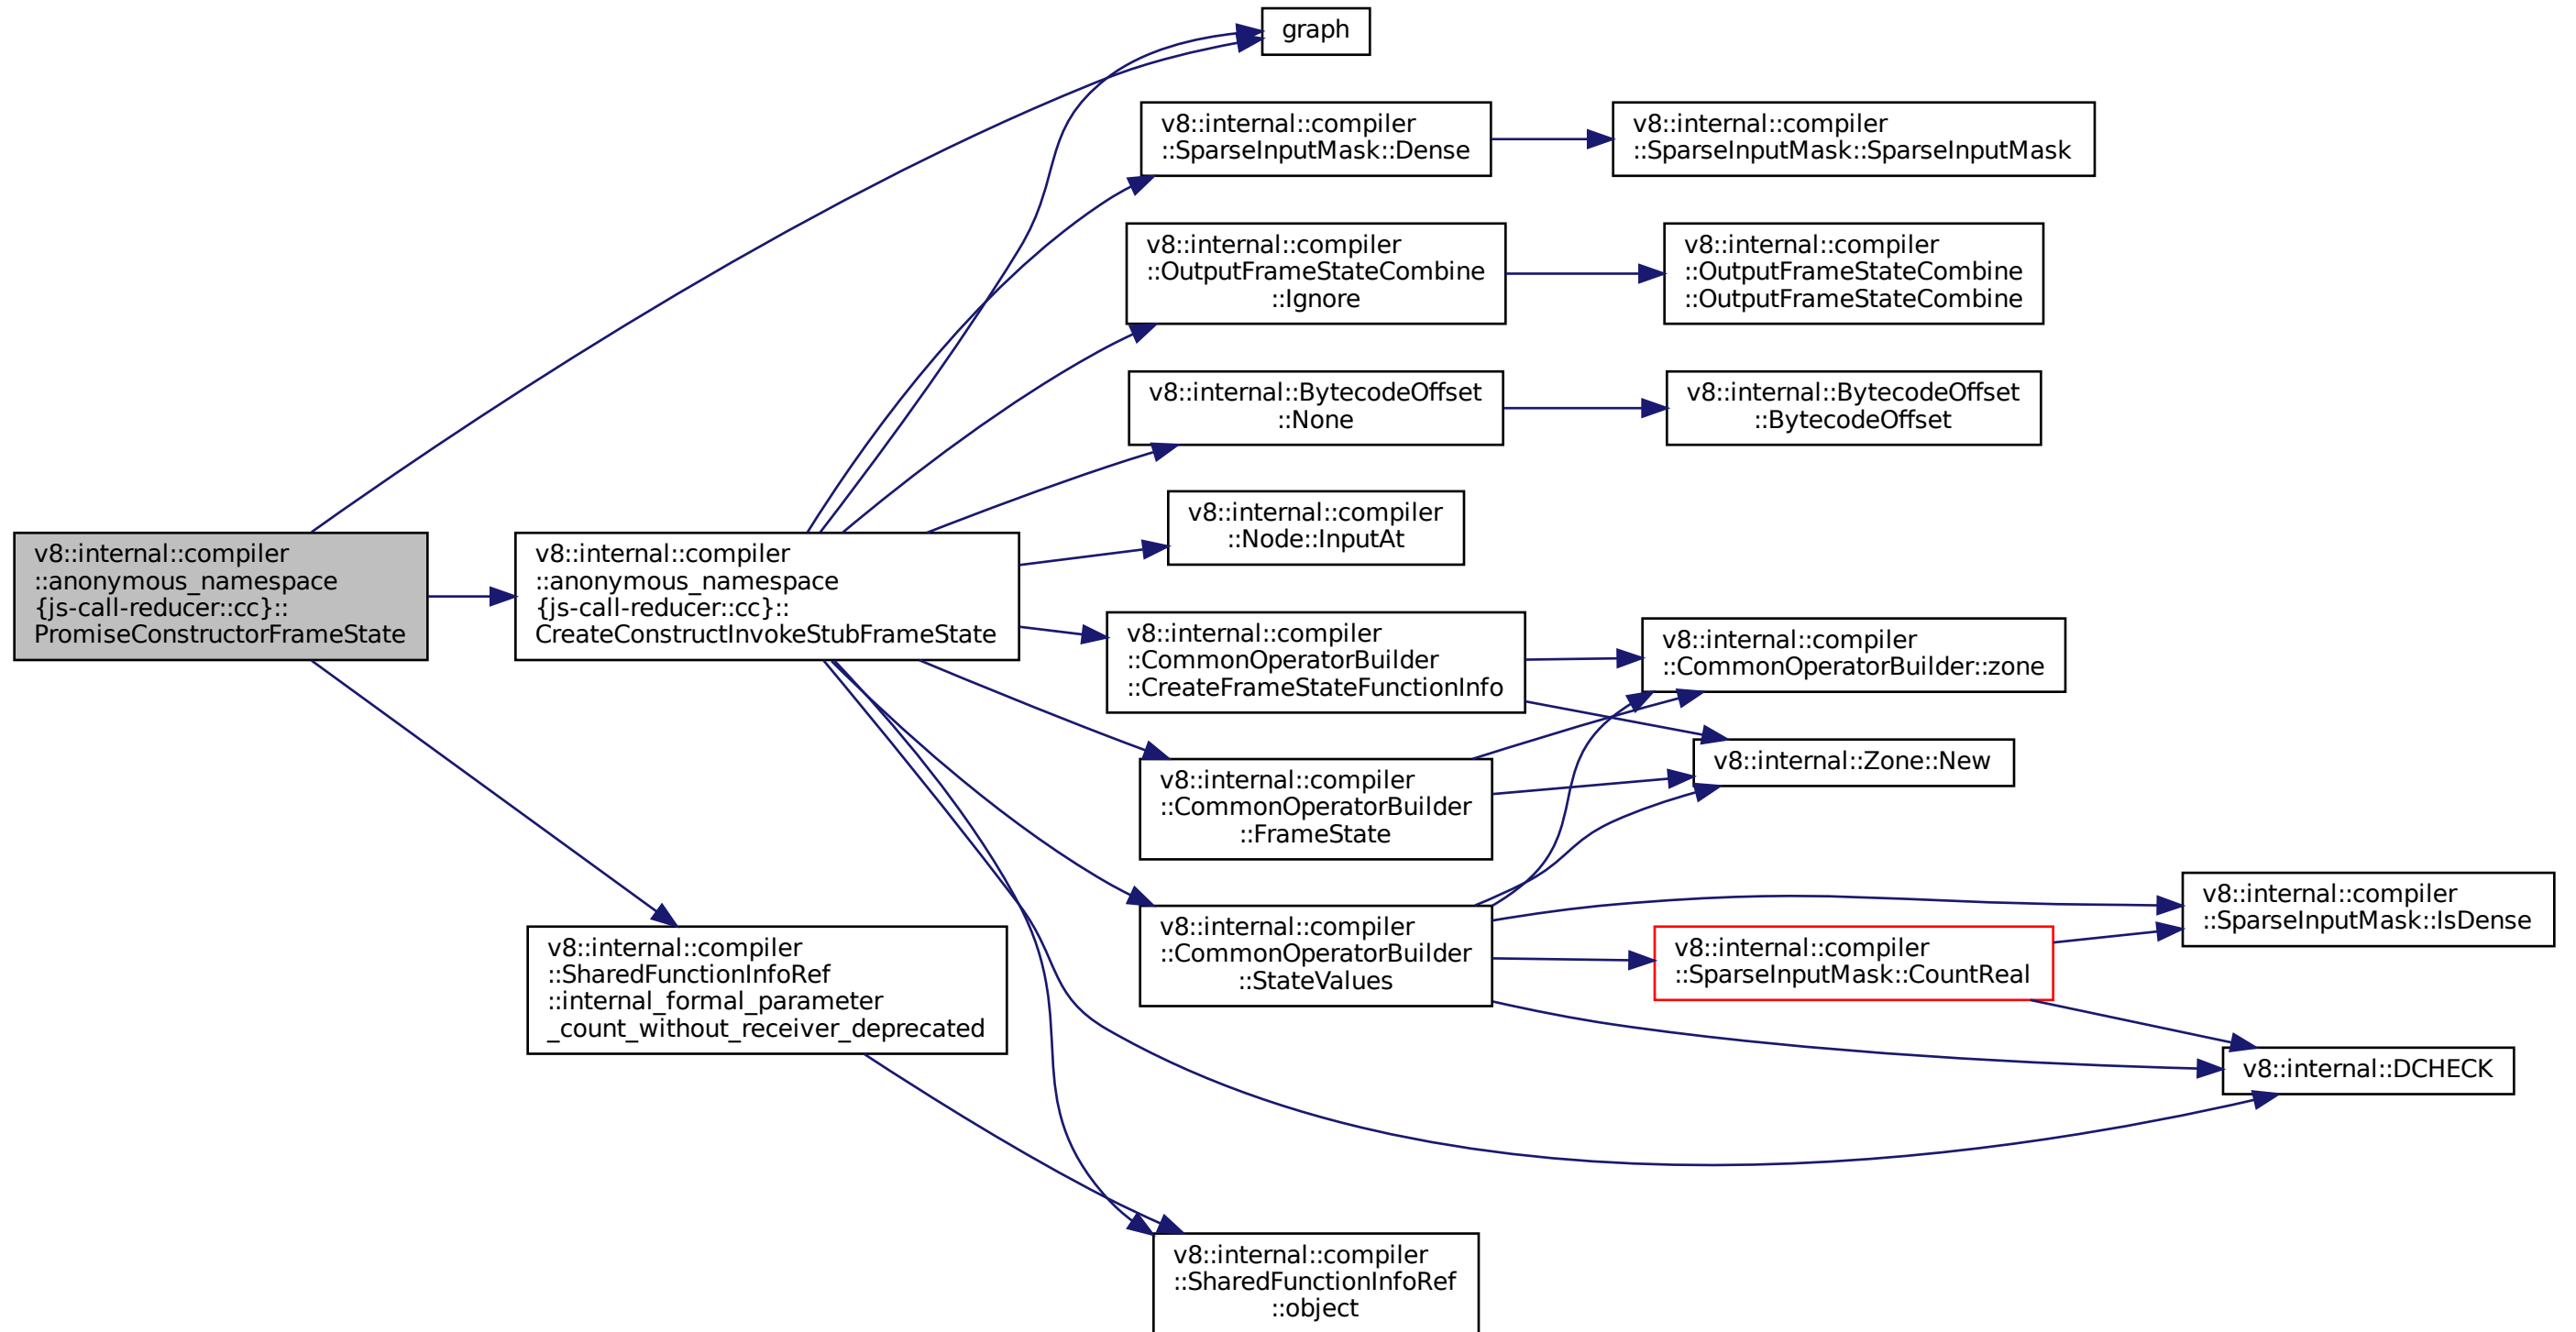 graph
v8::internal::compiler
::SparseInputMask::Dense
v8::internal::compiler
::SparseInputMask::SparseInputMask
v8::internal::compiler
::OutputFrameStateCombine
::Ignore
v8::internal::compiler
::OutputFrameStateCombine
::OutputFrameStateCombine
v8::internal::BytecodeOffset
::None
v8::internal::BytecodeOffset
::BytecodeOffset
v8::internal::compiler
::Node::InputAt
v8::internal::compiler
::anonymous_namespace
{js-call-reducer::cc}::
PromiseConstructorFrameState
v8::internal::compiler
::anonymous_namespace
{js-call-reducer::cc}::
CreateConstructInvokeStubFrameState
v8::internal::compiler
::CommonOperatorBuilder
::CreateFrameStateFunctionInfo
v8::internal::compiler
::CommonOperatorBuilder::zone
v8::internal::Zone::New
v8::internal::compiler
::CommonOperatorBuilder
::FrameState
v8::internal::compiler
::CommonOperatorBuilder
::StateValues
v8::internal::compiler
::SparseInputMask::IsDense
v8::internal::compiler
::SparseInputMask::CountReal
v8::internal::compiler
::SharedFunctionInfoRef
::internal_formal_parameter
_count_without_receiver_deprecated
v8::internal::DCHECK
v8::internal::compiler
::SharedFunctionInfoRef
::object